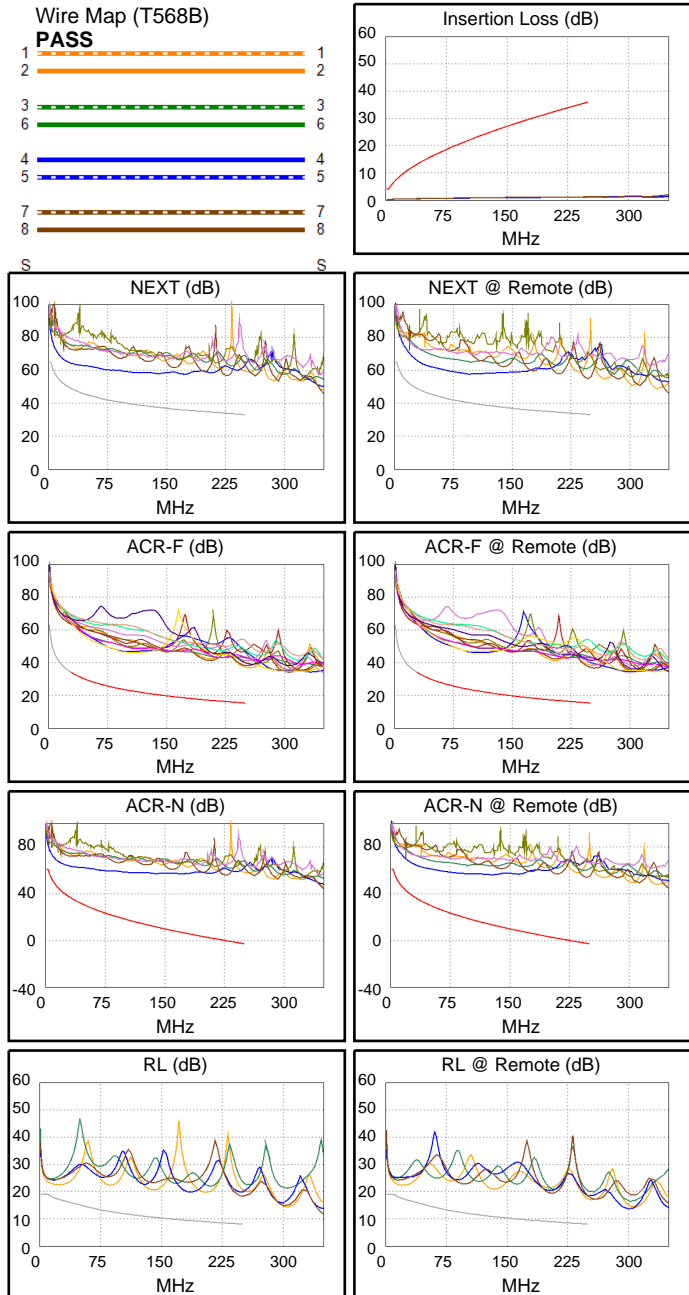 Wire Map (T568B)
PASS
1 1
2 2
3 3
6 6
4 4
5 5
7 7
8 8
S S
Insertion Loss (dB)
60
50
40
30
20
10
0
0 75 150 225 300
MHz
NEXT (dB)
100
80
60
40
20
0
0 75 150 225 300
MHz
NEXT @ Remote (dB)
100
80
60
40
20
0
0 75 150 225 300
MHz
ACR-F (dB)
100
80
60
40
20
0
0 75 150 225 300
MHz
ACR-F @ Remote (dB)
100
80
60
40
20
0
0 75 150 225 300
MHz
ACR-N (dB)
80
40
0
-40
0 75 150 225 300
MHz
ACR-N @ Remote (dB)
80
40
0
-40
0 75 150 225 300
MHz
RL (dB)
60
50
40
30
20
10
0
0 75 150 225 300
MHz
RL @ Remote (dB)
60
50
40
30
20
10
0
0 75 150 225 300
MHz